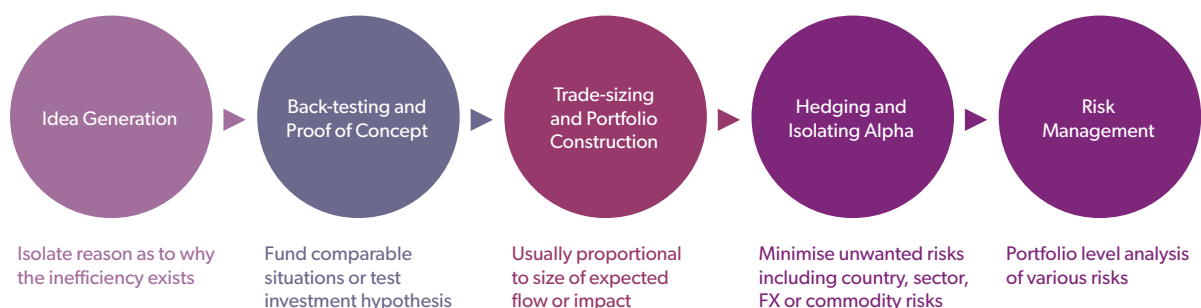 Idea Generation
Back-testing and
Proof of Concept
Trade-sizing
and Portfolio
Construction
Hedging and
Isolating Alpha
Risk
Management
Isolate reason as to why
the inefficiency exists
Fund comparable
situations or test
investment hypothesis
Usually proportional
to size of expected
flow or impact
Minimise unwanted risks
including country, sector,
FX or commodity risks
Portfolio level analysis
of various risks